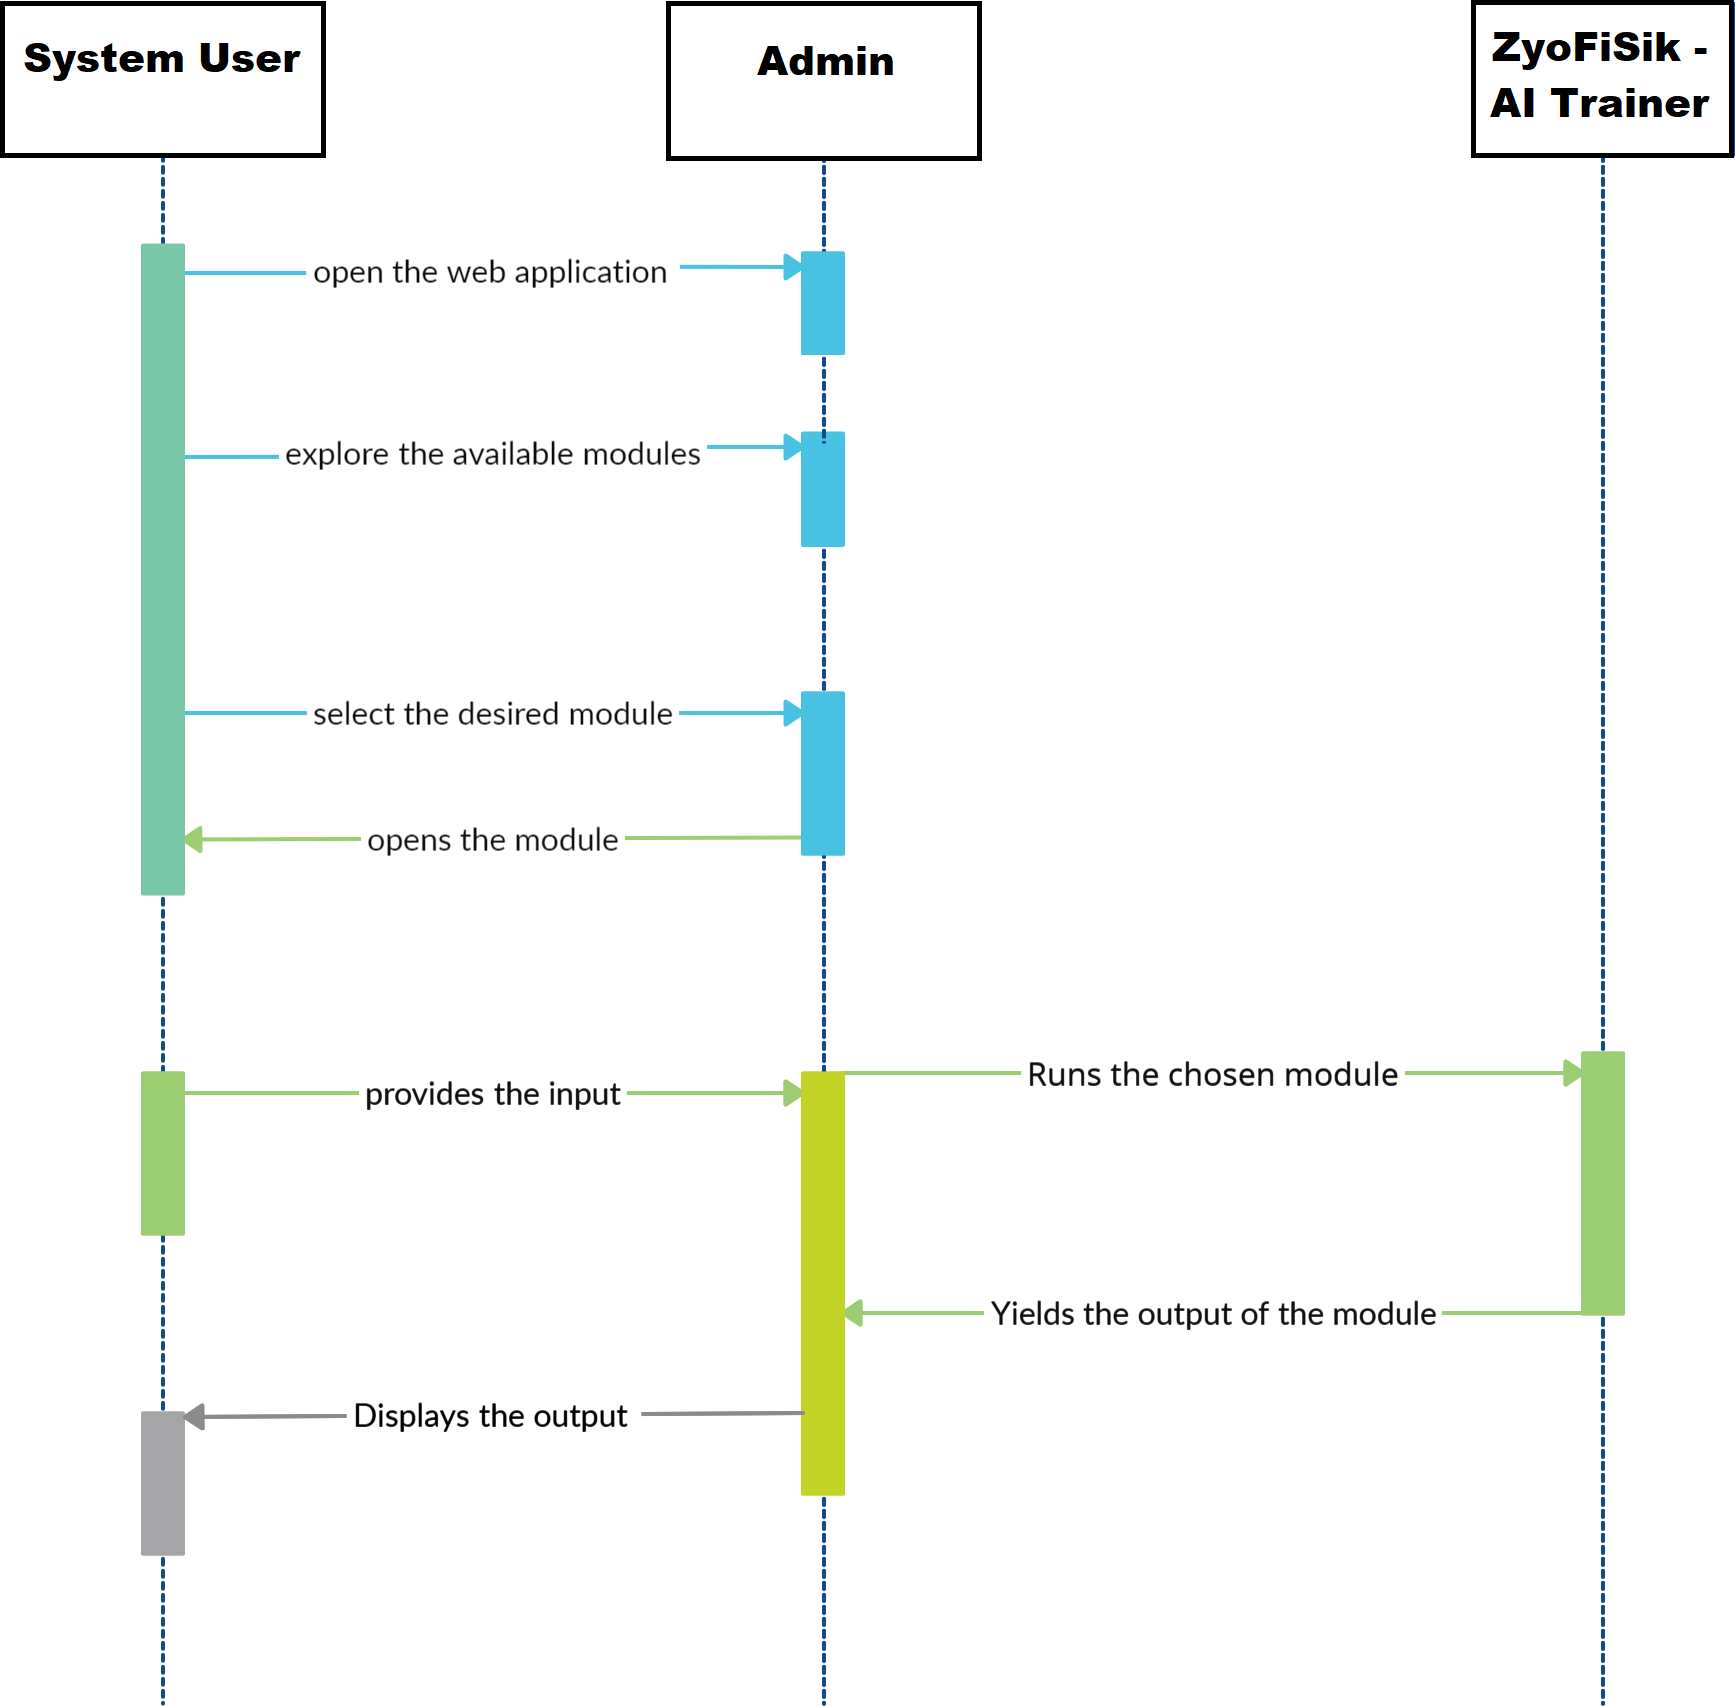 System User
Admin
ZyoFiSik -
AI Trainer
open the web application
explore the available modules
select the desired module
opens the module
provides the input
Runs the chosen module
Yields the output of the module
Displays the output